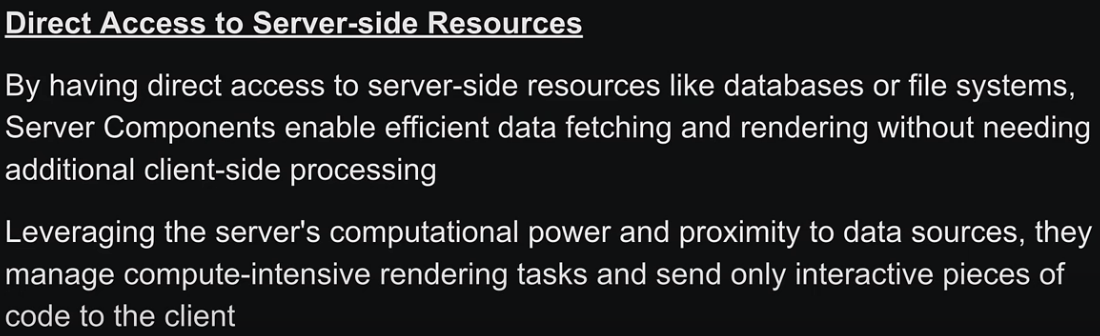 Direct Access to Server-side Resources
By having direct access to server-side resources like databases or file systems,
Server Components enable efficient data fetching and rendering without needing
additional client-side processing
Leveraging the server's computational power and proximity to data sources, they
manage compute-intensive rendering tasks and send only interactive pieces of
code to the client